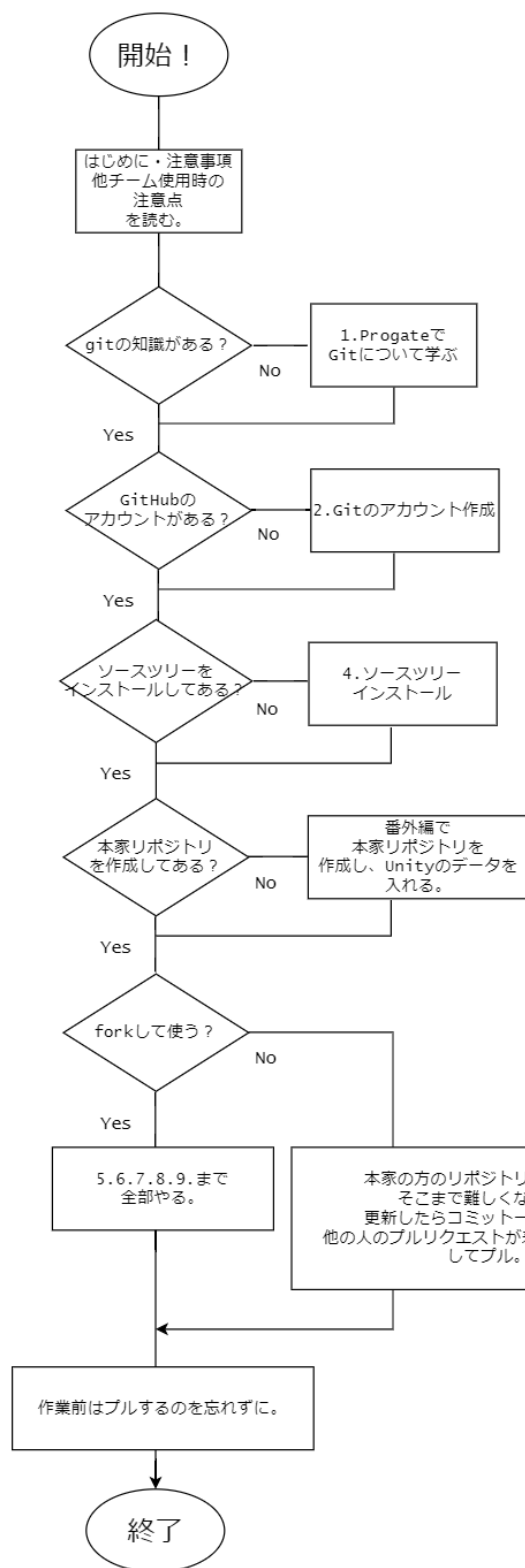 開始！
はじめに・注意事項
他チーム使用時の
注意点
を読む。
gitの知識がある？
No
1.Progateで
Gitについて学ぶ
Yes
GitHubの
アカウントがある？
No
2.Gitのアカウント作成
Yes
ソースツリーを
インストールしてある？
No
4.ソースツリー
インストール
Yes
本家リポジトリ
を作成してある？
No
番外編で
本家リポジトリを
作成し、Unityのデータを
入れる。
Yes
forkして使う？
No
Yes
5.6.7.8.9.まで
全部やる。
本家の方のリポジトリ
そこまで難しくな
更新したらコミットー
他の人のプルリクエストが
してプル。
作業前はプルするのを忘れずに。
終了